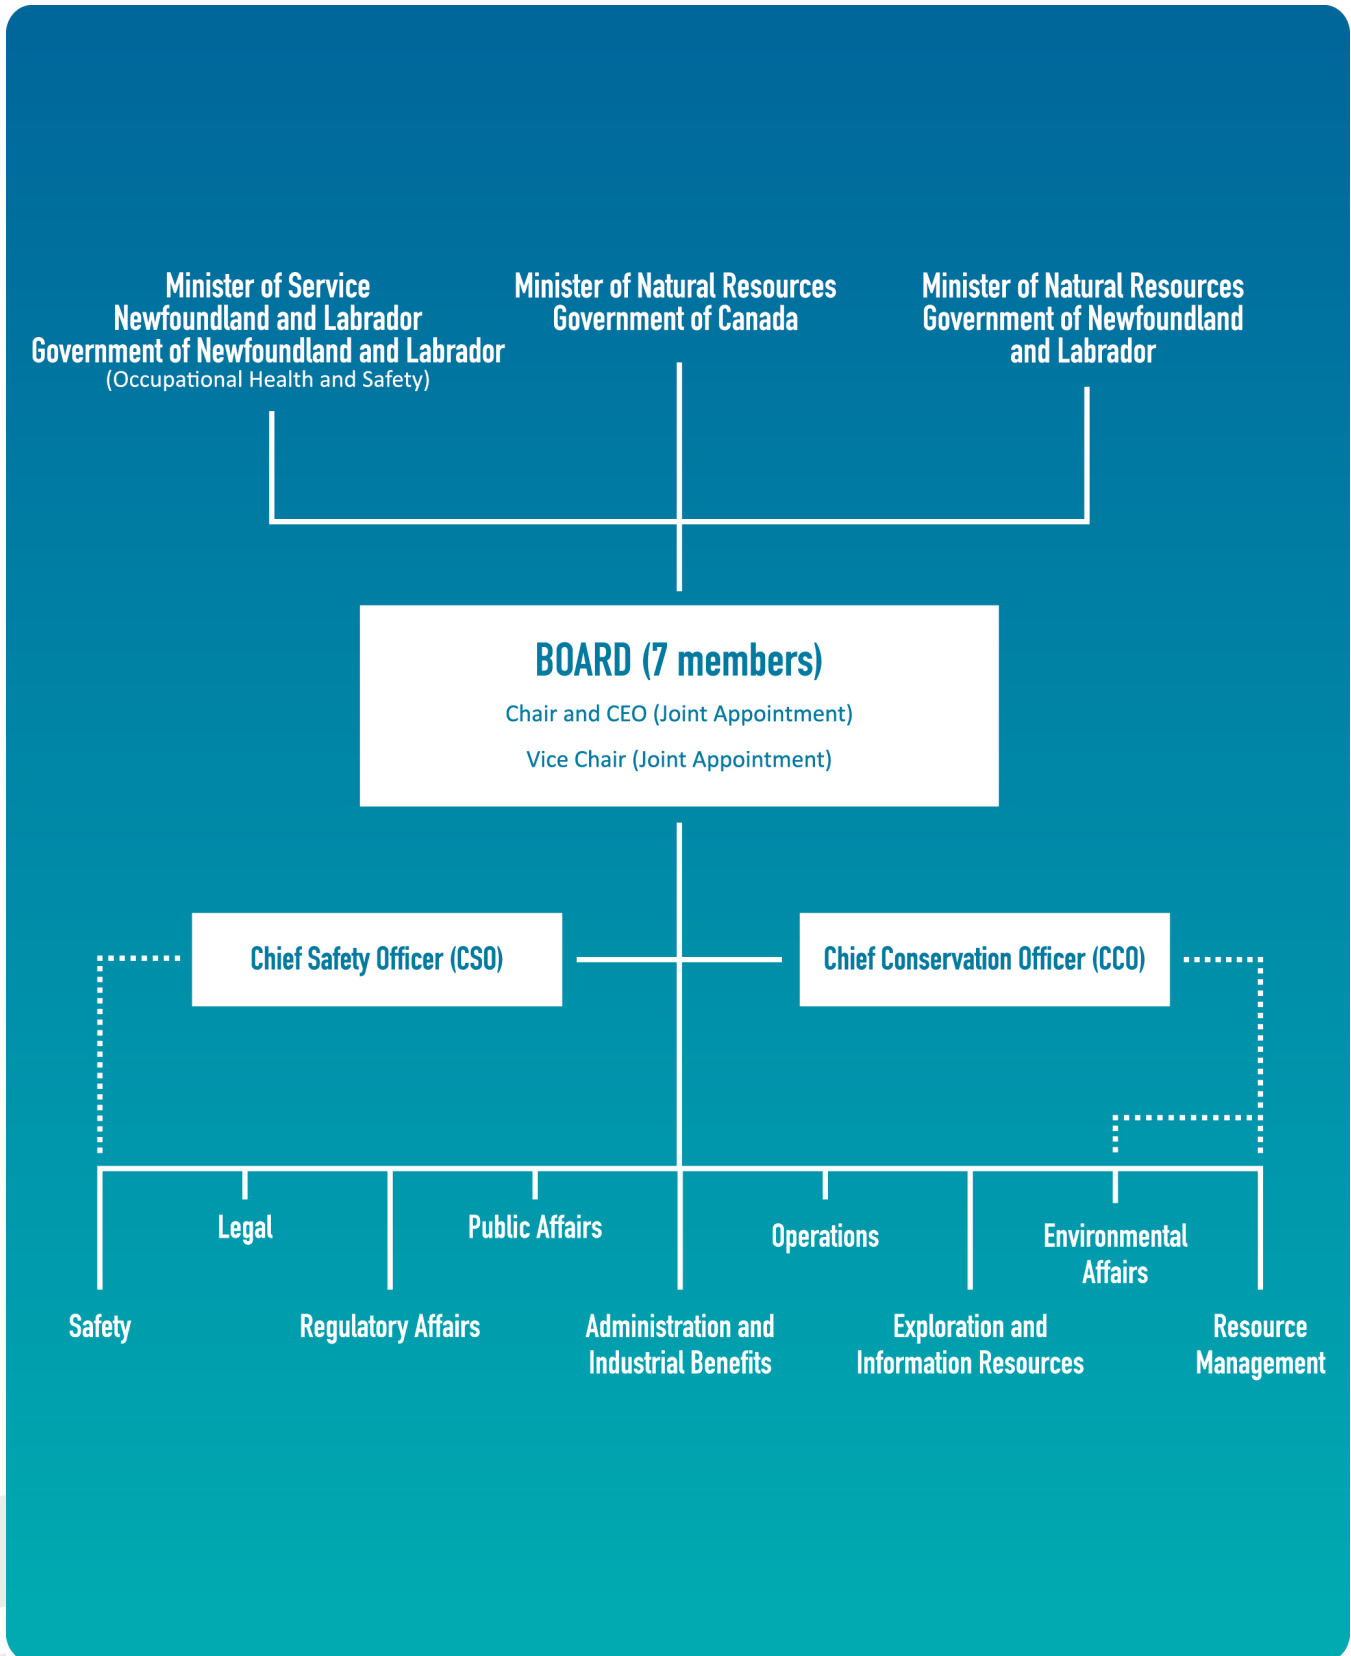 Minister of Service
Newfoundland and Labrador
Government of Newfoundland and Labrador
(Occupational Health and Safety)
Minister of Natural Resources
Government of Canada
Minister of Natural Resources
Government of Newfoundland
and Labrador
BOARD (7 members)
Chair and CEO (Joint Appointment)
Vice Chair (Joint Appointment)
Chief Safety Officer (CSO)
Chief Conservation Officer (CCO)
Legal
Public Affairs
Operations
Environmental
Affairs
Safety
Regulatory Affairs
Administration and
Industrial Benefits
Exploration and
Information Resources
Resource
Management